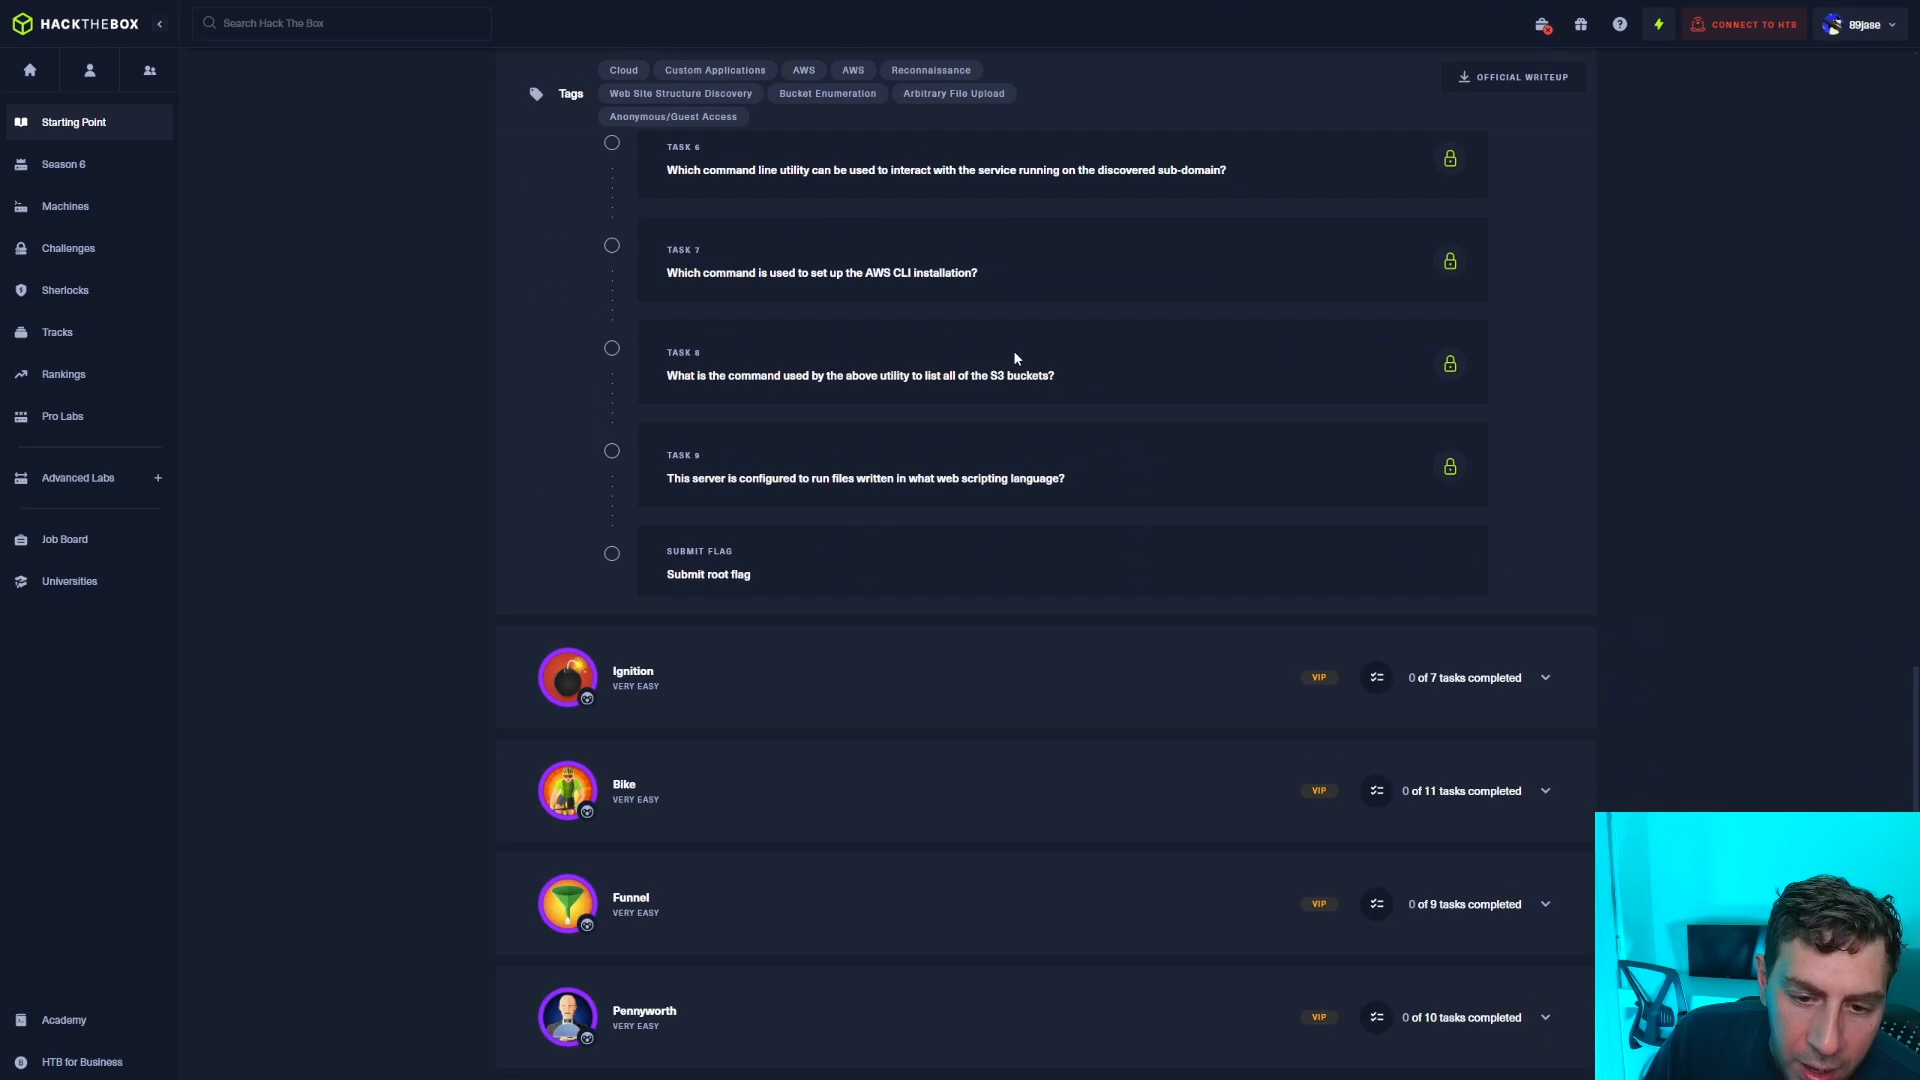 HACKTHEBOX
Search Hack The Box
CONNECT TO HTB
89jase
Starting Point
Season 6
Machines
Challenges
Sherlocks
Tracks
Rankings
Pro Labs
Advanced Labs
Job Board
Universities
Academy
HTB for Business
Tags
Cloud
Custom Applications
AWS
AWS
Reconnaissance
Web Site Structure Discovery
Bucket Enumeration
Arbitrary File Upload
Anonymous/Guest Access
OFFICIAL WRITEUP
TASK 6
Which command line utility can be used to interact with the service running on the discovered sub-domain?
TASK 7
Which command is used to set up the AWS CLI installation?
TASK 8
What is the command used by the above utility to list all of the S3 buckets?
TASK 9
This server is configured to run files written in what web scripting language?
SUBMIT FLAG
Submit root flag
Ignition
VERY EASY
VIP
0 of 7 tasks completed
Bike
VERY EASY
VIP
0 of 11 tasks completed
Funnel
VERY EASY
VIP
0 of 9 tasks completed
Pennyworth
VERY EASY
VIP
0 of 10 tasks completed